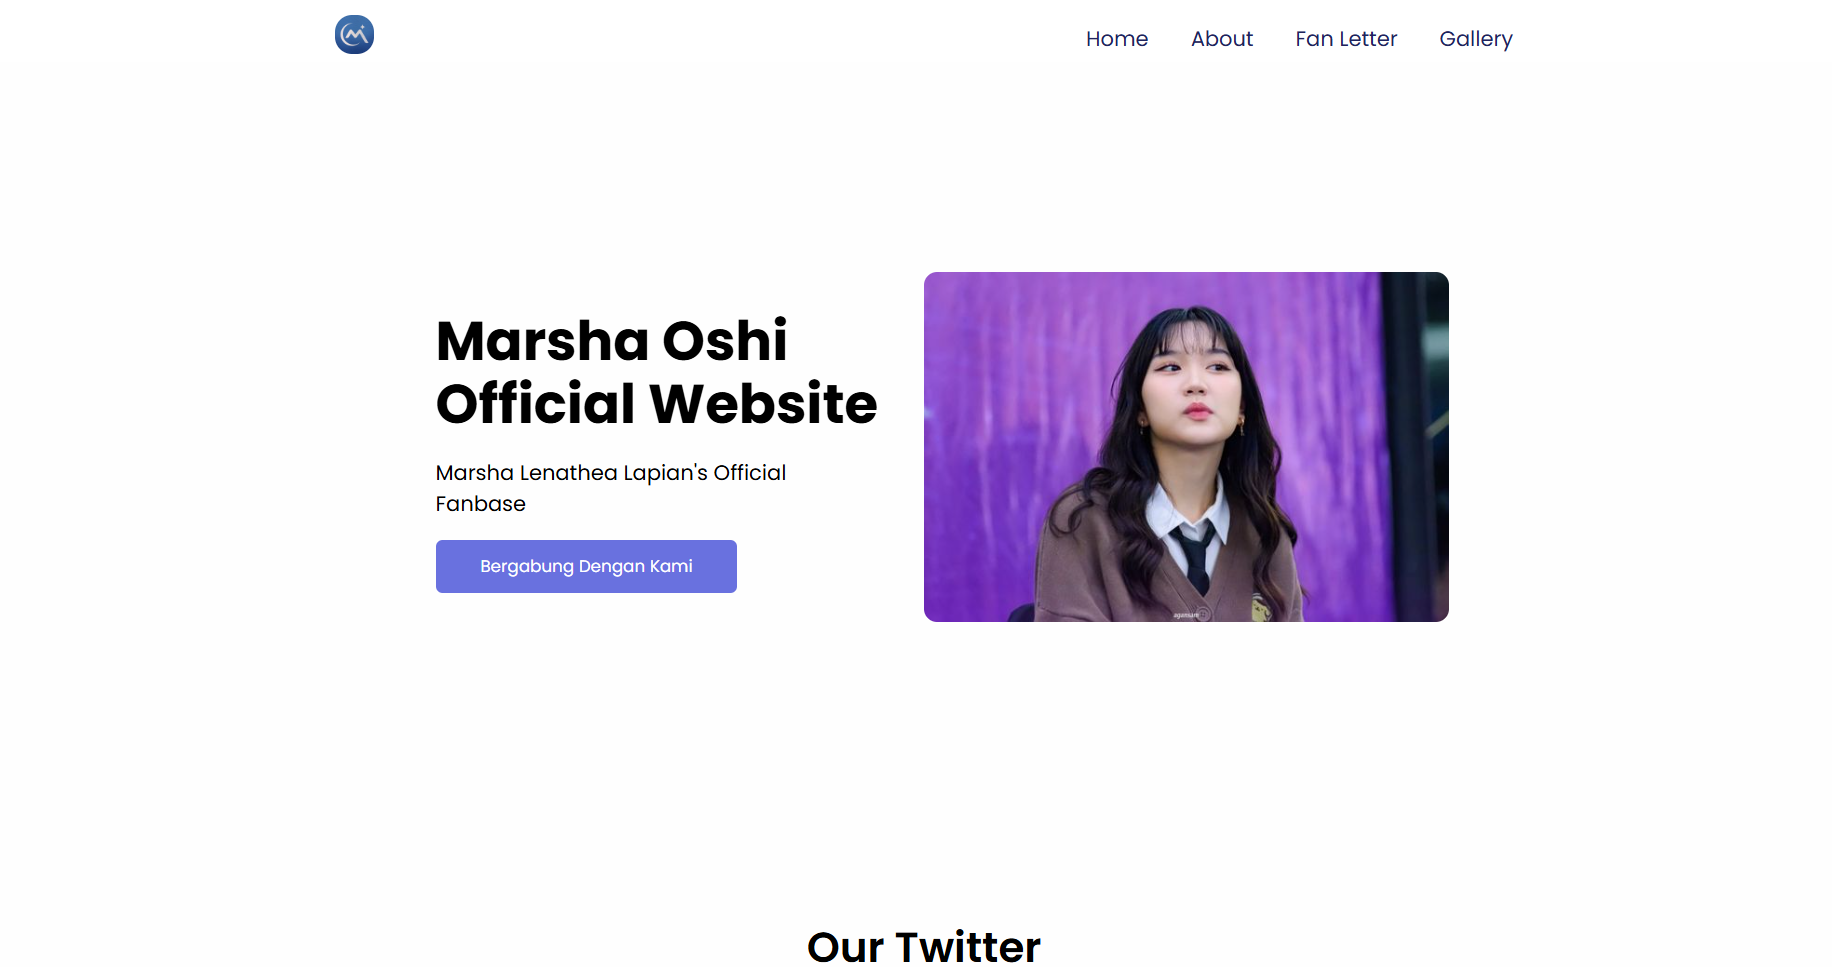 Home About Fan Letter Gallery
Marsha Oshi
Official Website
Marsha Lenathea Lapian's Official
Fanbase
Bergabung Dengan Kami
Our Twitter